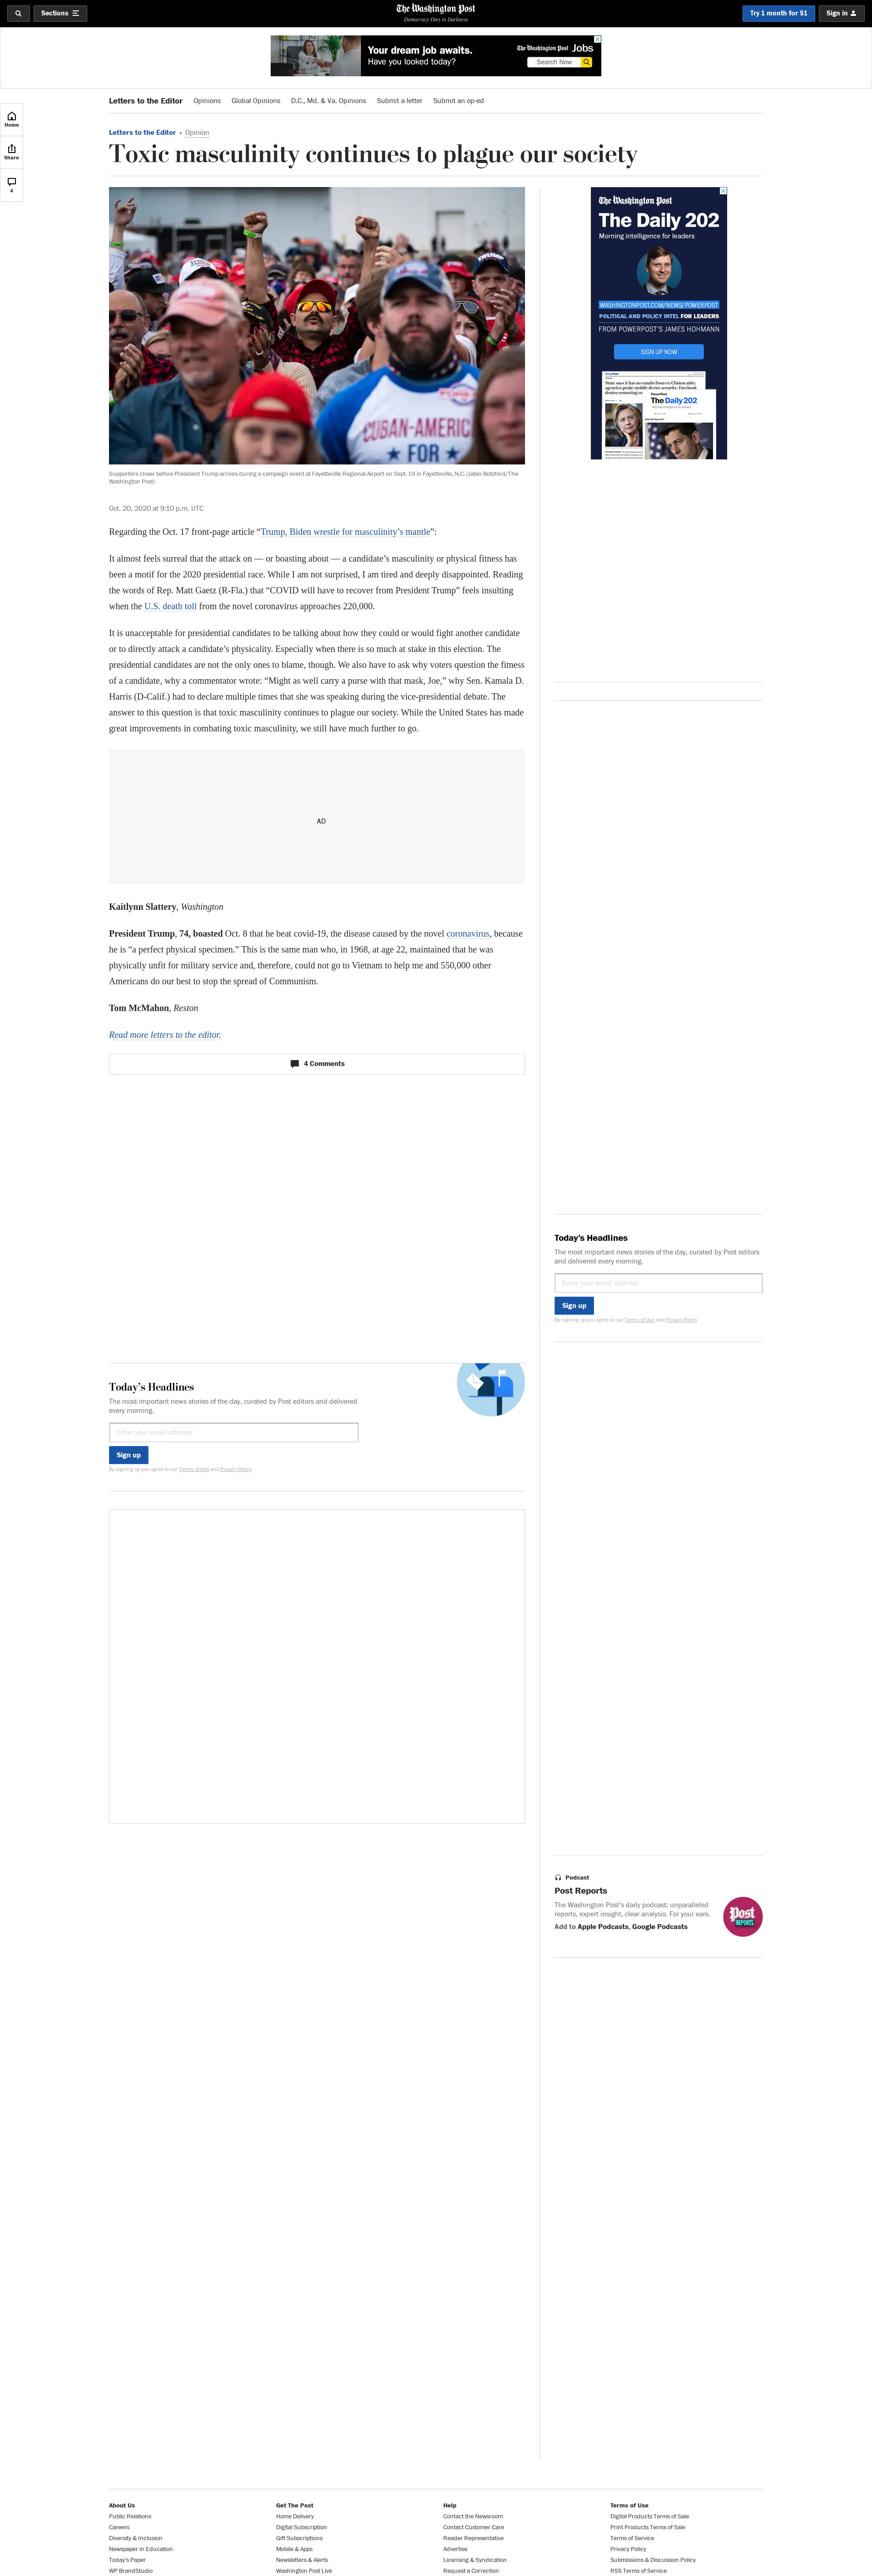 Sections
The Washington Post
Democracy Dies in Darkness
Try 1 month for $1
Sign in
Your dream job awaits.
Have you looked today?
The Washington Post Jobs
Search Now
Letters to the Editor
Opinions
Global Opinions
D.C., Md. & Va. Opinions
Submit a letter
Submit an op-ed
Home
Share
4
Letters to the Editor • Opinion
Toxic masculinity continues to plague our society
CUBAN-AMERICAN
FOR
Supporters cheer before President Trump arrives during a campaign event at Fayetteville Regional Airport on Sept. 19 in Fayetteville, N.C. (Jabin Botsford/The
Washington Post)
Oct. 20, 2020 at 9:10 p.m. UTC
Regarding the Oct. 17 front-page article “Trump, Biden wrestle for masculinity’s mantle”:
It almost feels surreal that the attack on — or boasting about — a candidate’s masculinity or physical fitness has
been a motif for the 2020 presidential race. While I am not surprised, I am tired and deeply disappointed. Reading
the words of Rep. Matt Gaetz (R-Fla.) that “COVID will have to recover from President Trump” feels insulting
when the U.S. death toll from the novel coronavirus approaches 220,000.
It is unacceptable for presidential candidates to be talking about how they could or would fight another candidate
or to directly attack a candidate’s physicality. Especially when there is so much at stake in this election. The
presidential candidates are not the only ones to blame, though. We also have to ask why voters question the fitness
of a candidate, why a commentator wrote: “Might as well carry a purse with that mask, Joe,” why Sen. Kamala D.
Harris (D-Calif.) had to declare multiple times that she was speaking during the vice-presidential debate. The
answer to this question is that toxic masculinity continues to plague our society. While the United States has made
great improvements in combating toxic masculinity, we still have much further to go.
AD
Kaitlynn Slattery, Washington
President Trump, 74, boasted Oct. 8 that he beat covid-19, the disease caused by the novel coronavirus, because
he is “a perfect physical specimen.” This is the same man who, in 1968, at age 22, maintained that he was
physically unfit for military service and, therefore, could not go to Vietnam to help me and 550,000 other
Americans do our best to stop the spread of Communism.
Tom McMahon, Reston
Read more letters to the editor.
4 Comments
Today’s Headlines
The most important news stories of the day, curated by Post editors and delivered
every morning.
Enter your email address
Sign up
By signing up you agree to our Terms of Use and Privacy Policy
The Washington Post
The Daily 202
Morning intelligence for leaders
WASHINGTONPOST.COM/NEWS/POWERPOST
POLITICAL AND POLICY INTEL FOR LEADERS
FROM POWERPOST'S JAMES HOHMANN
SIGN UP NOW
State says it has no emails from ex-Clinton aide;
The Daily 202
Today’s Headlines
The most important news stories of the day, curated by Post editors
and delivered every morning.
Enter your email address
Sign up
By signing up you agree to our Terms of Use and Privacy Policy
Podcast
Post Reports
The Washington Post’s daily podcast: unparalleled
reports, expert insight, clear analysis. For your ears.
Add to Apple Podcasts, Google Podcasts
Post
REPORTS
About Us
Public Relations
Careers
Diversity & Inclusion
Newspaper in Education
Today's Paper
WP BrandStudio
Get The Post
Home Delivery
Digital Subscription
Gift Subscriptions
Mobile & Apps
Newsletters & Alerts
Washington Post Live
Help
Contact the Newsroom
Contact Customer Care
Reader Representative
Advertise
Licensing & Syndication
Request a Correction
Terms of Use
Digital Products Terms of Sale
Print Products Terms of Sale
Terms of Service
Privacy Policy
Submissions & Discussion Policy
RSS Terms of Service